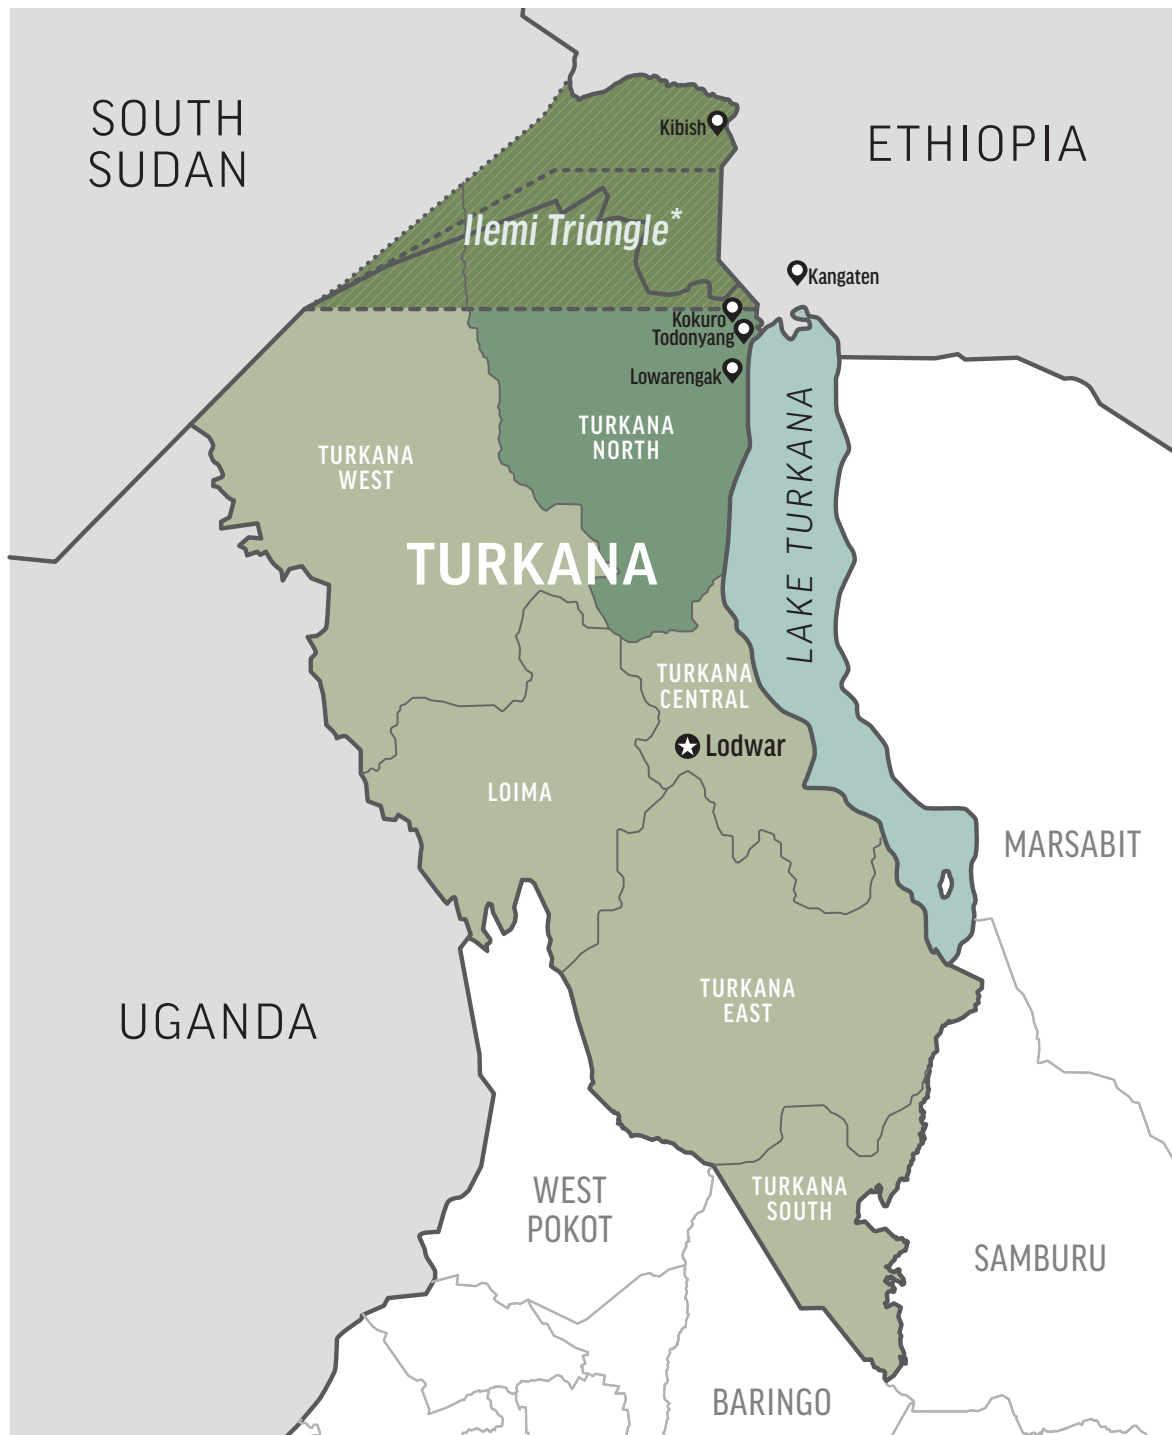 SOUTH
SUDAN
ETHIOPIA
Kibish
Ilemi Triangle*
Kangaten
Kokuro
Todonyang
Lowarengak
TURKANA
NORTH
TURKANA
WEST
LAKE TURKANA
TURKANA
TURKANA
CENTRAL
Lodwar
LOIMA
MARSABIT
TURKANA
EAST
UGANDA
TURKANA
SOUTH
WEST
POKOT
SAMBURU
BARINGO